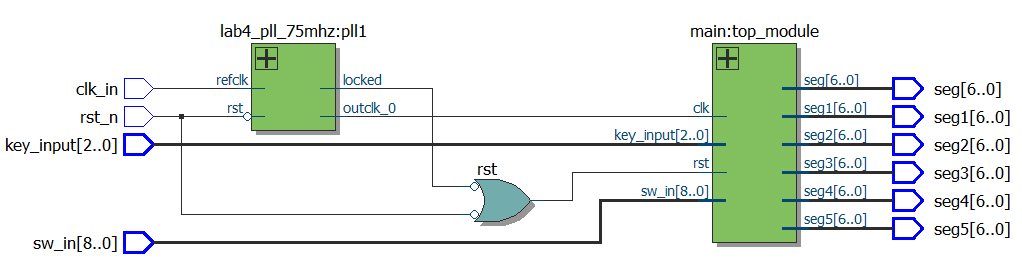 lab4_pll_75mhz:pll1
main:top_module
clk_in
refclk
locked
seg[6..0]
seg[6..0]
rst_n
rst
outclk_0
clk
seg1[6..0]
seg1[6..0]
key_input[2..0]
key_input[2..0]
seg2[6..0]
seg2[6..0]
rst
rst
seg3[6..0]
seg3[6..0]
sw_in[8..0]
seg4[6..0]
seg4[6..0]
seg5[6..0]
seg5[6..0]
sw_in[8..0]